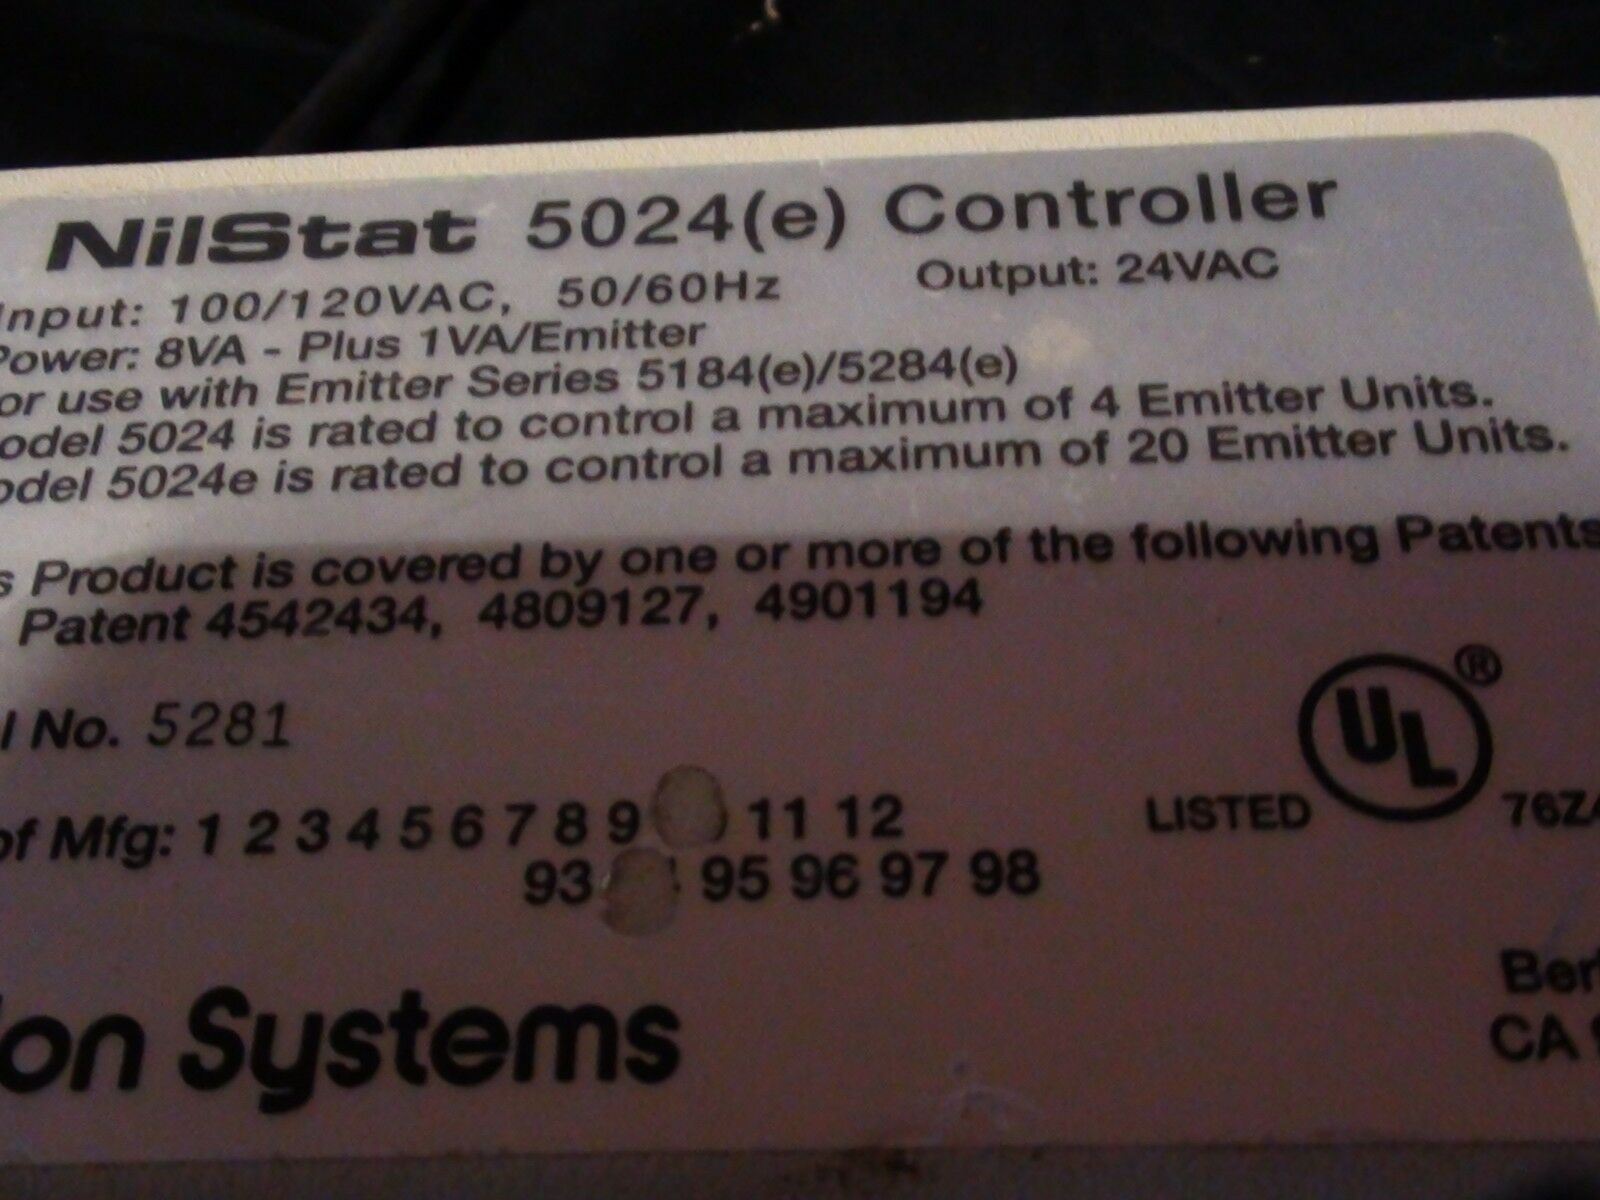 NilStat 5024(e) Controller
Input: 100/120VAC, 50/60Hz Output: 24VAC
Power: 8VA - Plus 1VA/Emitter
or use with Emitter Series 5184(e)/5284(e)
odel 5024 is rated to control a maximum of 4 Emitter Units.
odel 5024e is rated to control a maximum of 20 Emitter Units.
s Product is covered by one or more of the following Patents
Patent 4542434, 4809127, 4901194
l No. 5281
of Mfg: 1 2 3 4 5 6 7 8 9 11 12
93 95 96 97 98
UL ®
LISTED 76Z4
Ion Systems
Ber
CA